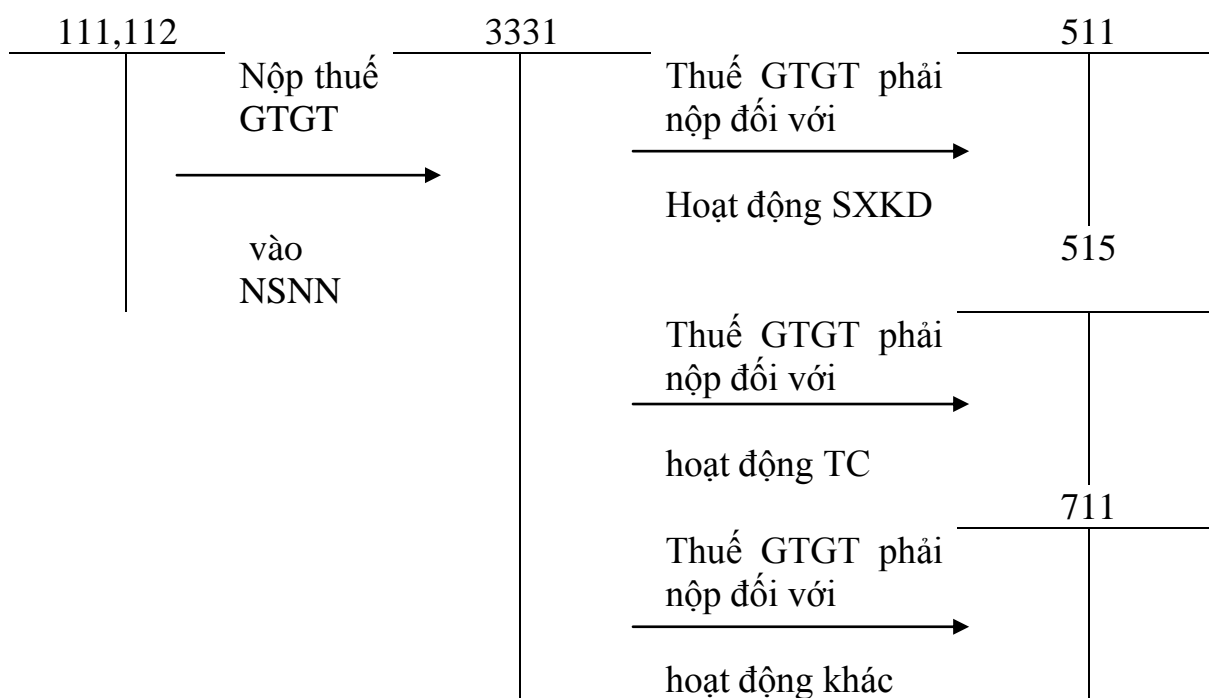 111,112
3331
511
Nộp thuế
GTGT
vào
NSNN
Thuế GTGT phải
nộp đối với
Hoạt động SXKD
515
Thuế GTGT phải
nộp đối với
hoạt động TC
711
Thuế GTGT phải
nộp đối với
hoạt động khác